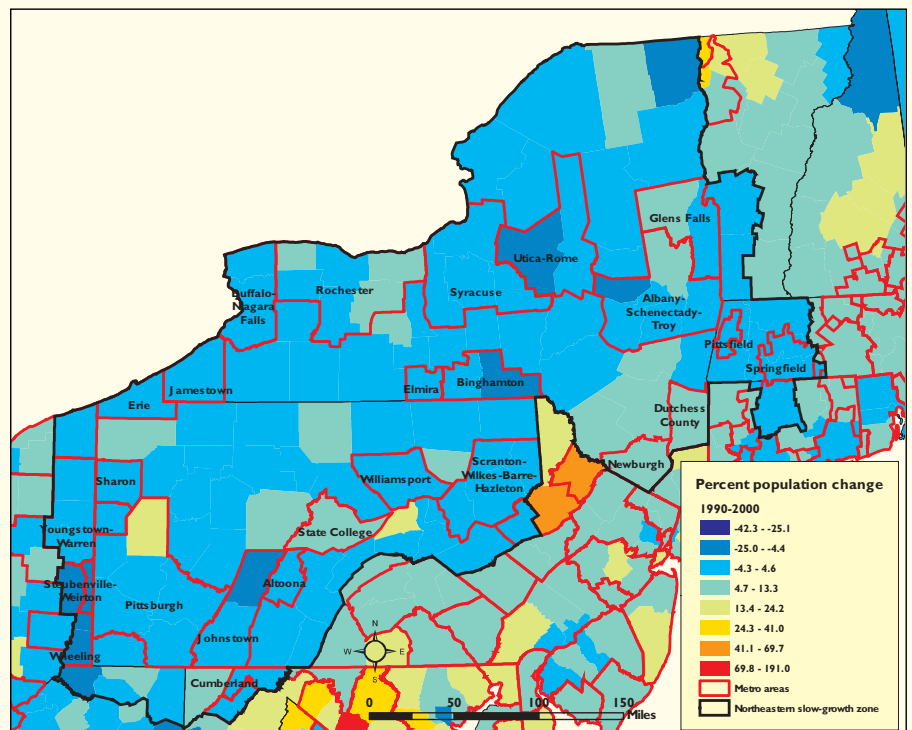 Glens Falls
Utica-Rome
Rochester
Syracuse
Buffalo-
Niagara
Falls
Albany-
Schenectady-
Troy
Pittsfield
Springfield
Jamestown
Elmira
Binghamton
Erie
Dutchess
County
Sharon
Williamsport
Scranton-
Wilkes-Barre-
Hazleton
Newburgh
State College
Youngstown-
Warren
Steubenville-
Weirton
Altoona
Pittsburgh
Johnstown
Wheeling
Cumberland
N
W
E
S
0
50
100
150
Miles
Percent population change
1990-2000
-42.3 - -25.1
-25.0 - -4.4
-4.3 - 4.6
4.7 - 13.3
13.4 - 24.2
24.3 - 41.0
41.1 - 69.7
69.8 - 191.0
Metro areas
Northeastern slow-growth zone